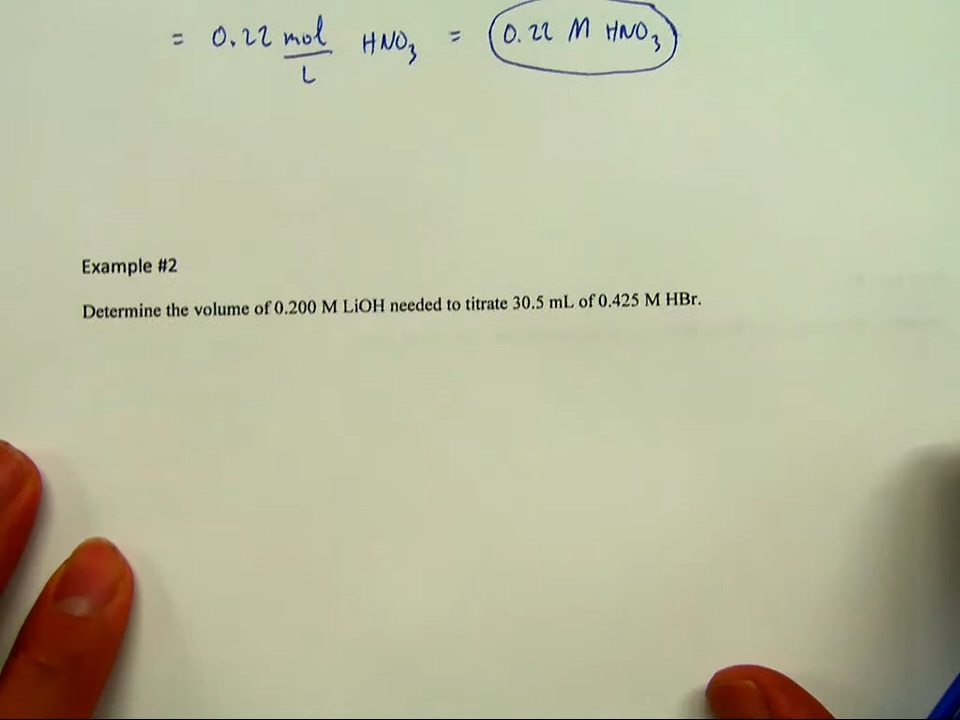 = 0.22 mol/L HNO₃ = 0.22 M HNO₃
Example #2
Determine the volume of 0.200 M LiOH needed to titrate 30.5 mL of 0.425 M HBr.